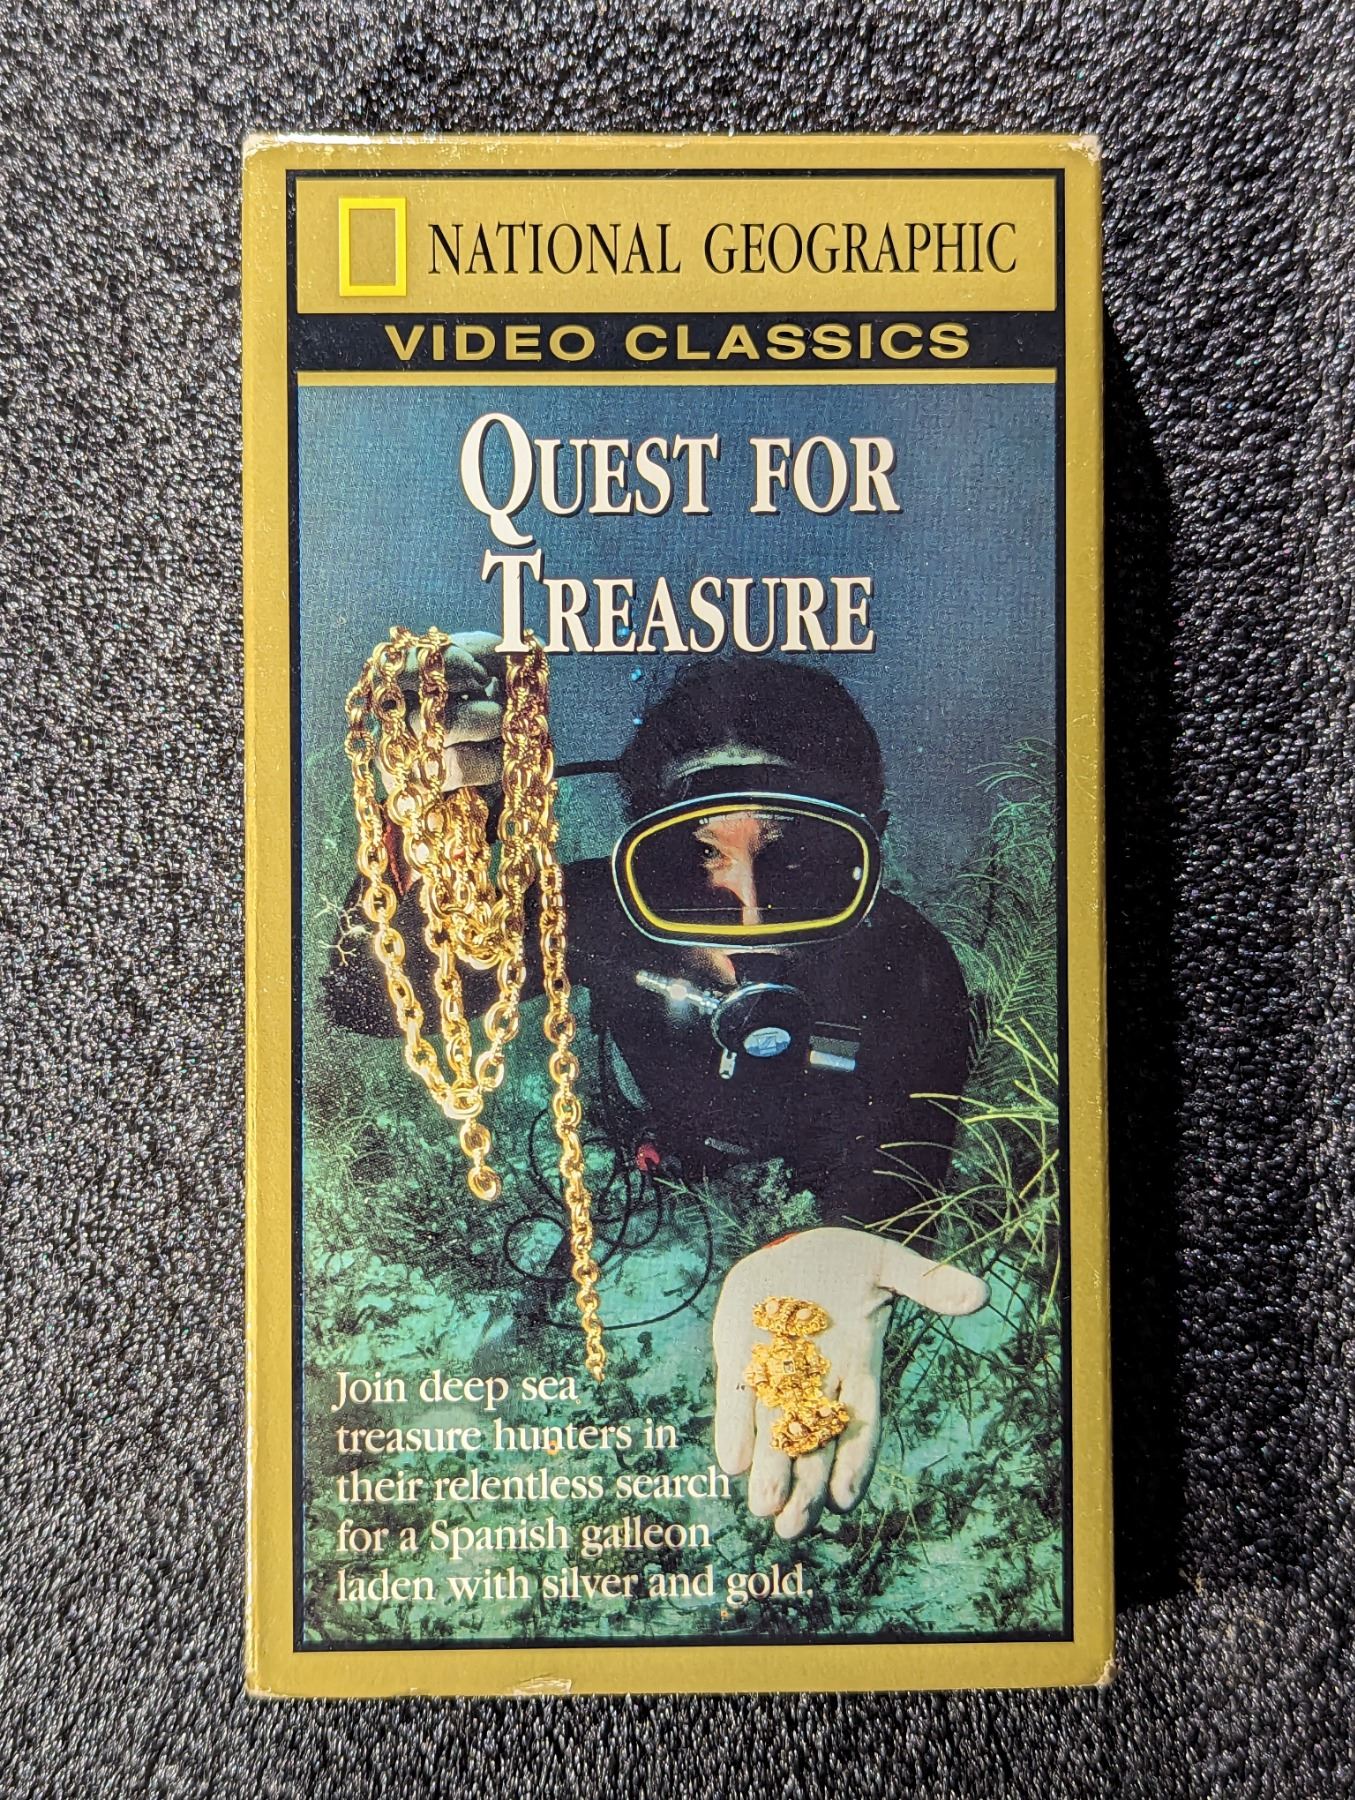 NATIONAL GEOGRAPHIC
VIDEO CLASSICS
QUEST FOR
TREASURE
Join deep sea
treasure hunters in
their relentless search
for a Spanish galleon
laden with silver and gold.